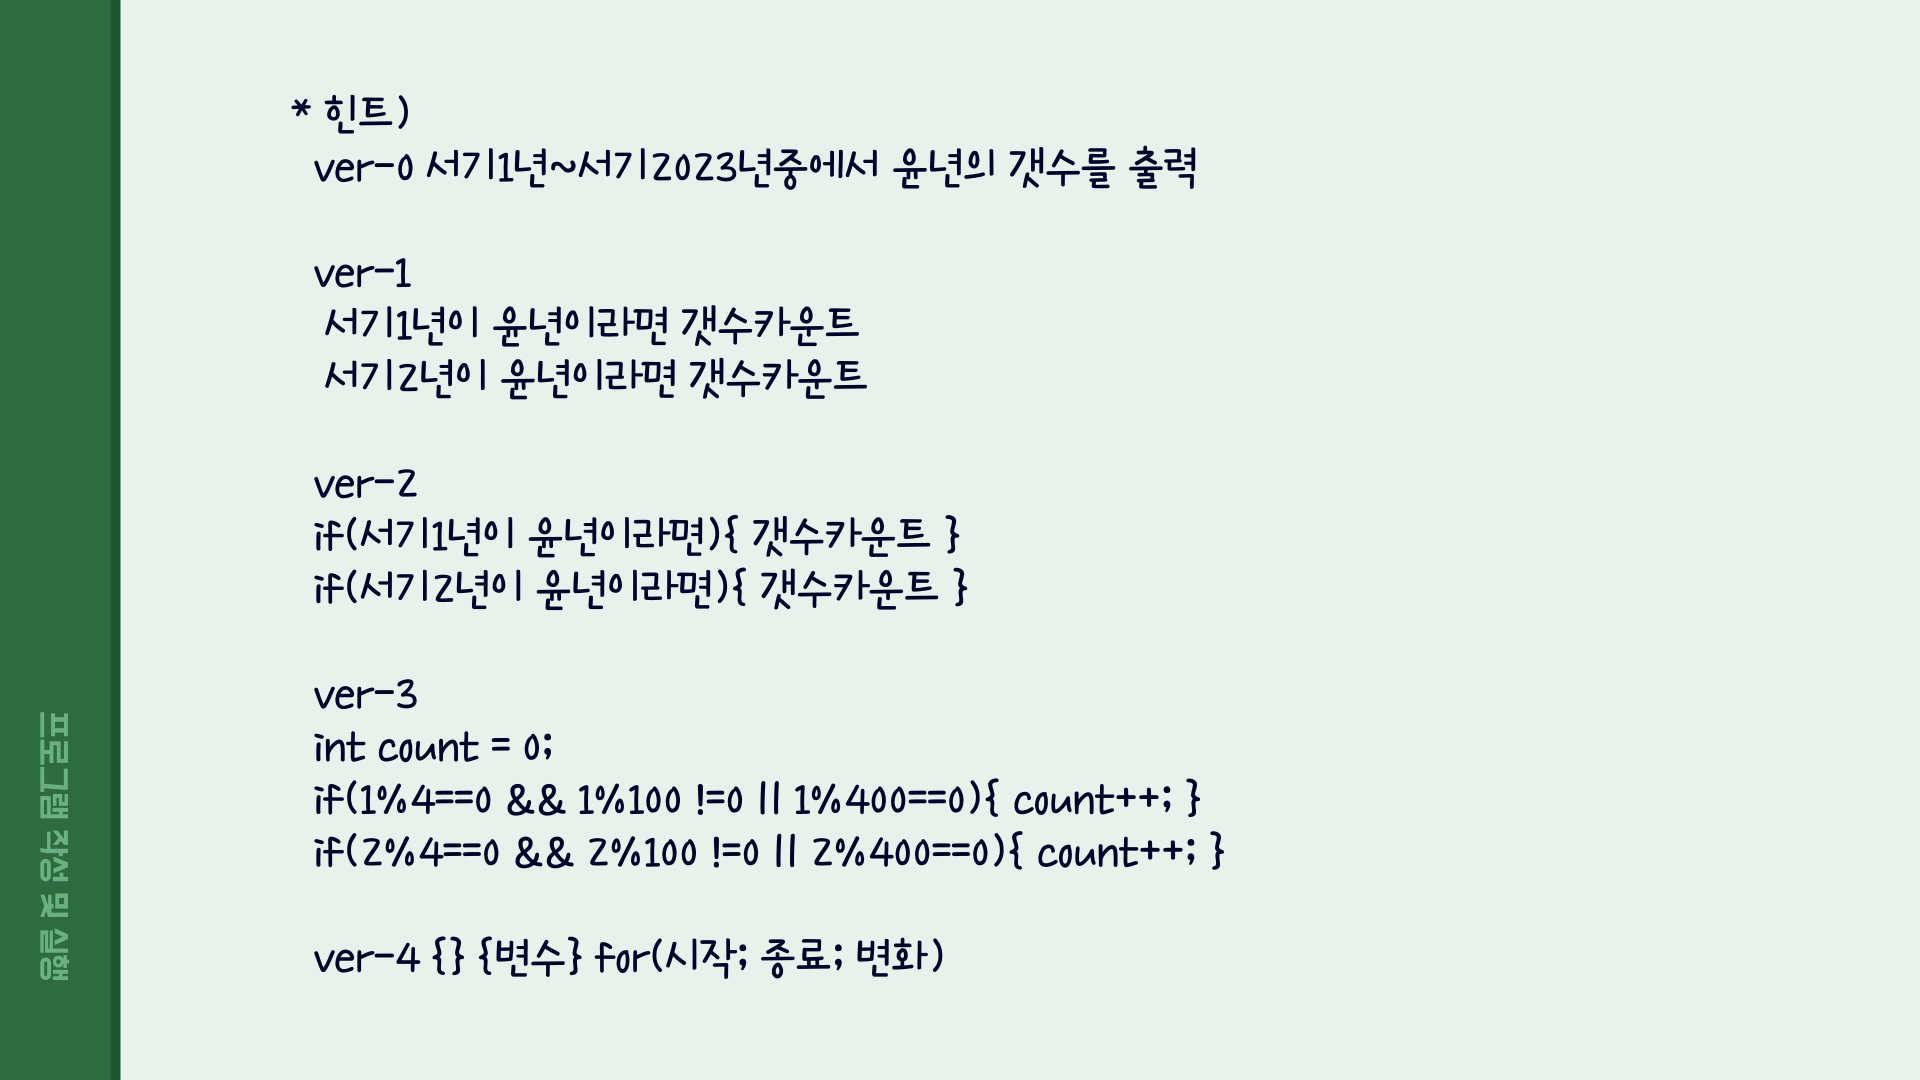 * 힌트)
ver-0 서기1년~서기2023년중에서 윤년의 갯수를 출력
ver-1
서기1년이 윤년이라면 갯수카운트
서기2년이 윤년이라면 갯수카운트
ver-2
if(서기1년이 윤년이라면){ 갯수카운트 }
if(서기2년이 윤년이라면){ 갯수카운트 }
ver-3
int count = 0;
if(1%4==0 && 1%100 !=0 || 1%400==0){ count++; }
if(2%4==0 && 2%100 !=0 || 2%400==0){ count++; }
ver-4 {} {변수} for(시작; 종료; 변화)
프로그램 작성 및 실행